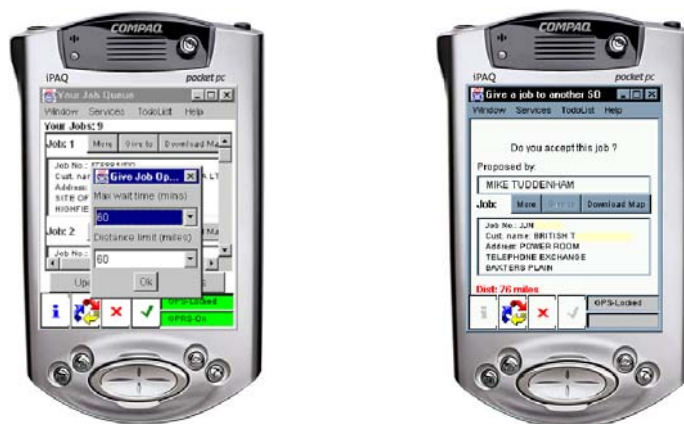 COMPAQ
iPAQ
pocket pc
Your Job Queue
Window Services TodoList Help
Your Jobs: 9
Job: 1 More Give to Download Ma
Job No.:
Cust. nar
Address:
SITE OF
HIGHFIE
Give Job Op...
Max wait time (mins)
60
Distance limit (miles)
60
Ok
Job: 2
Job No.:
Up
i
GPS-Locked
GPRS-On
COMPAQ
iPAQ
pocket pc
Give a job to another SO
Window Services TodoList Help
Do you accept this job ?
Proposed by:
MIKE TUDDENHAM
Job: More Give to Download Map
Job No.: JJN
Cust. name: BRITISH T
Address: POWER ROOM
TELEPHONE EXCHANGE
BAXTERS PLAIN
Dist: 76 miles
i
GPS-Locked